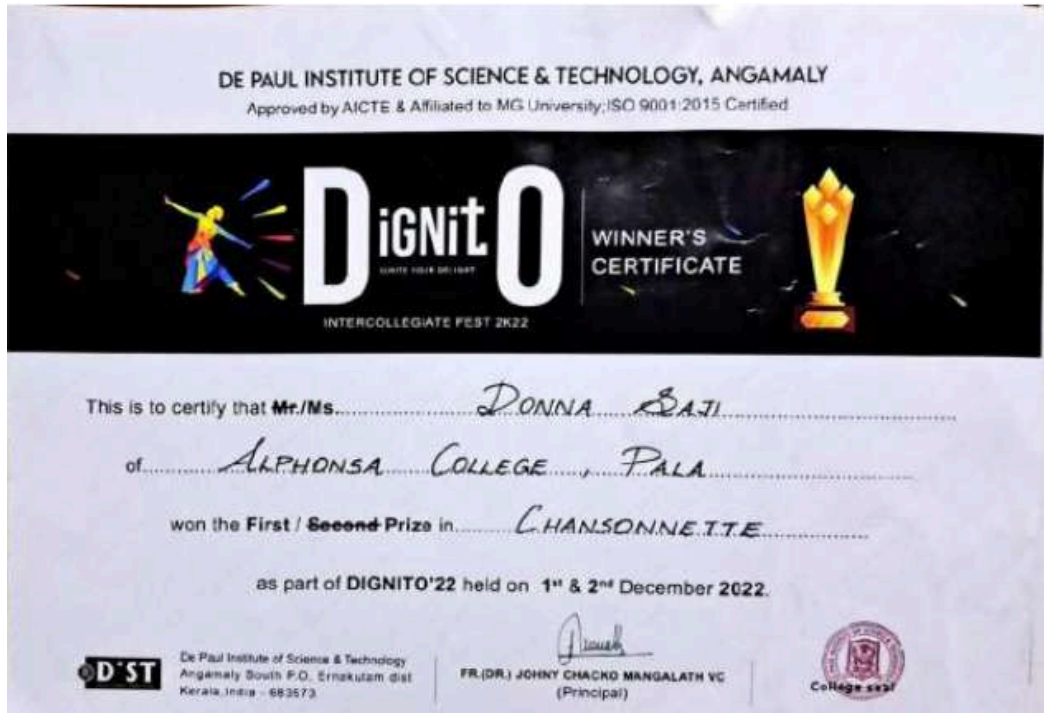 DE PAUL INSTITUTE OF SCIENCE & TECHNOLOGY, ANGAMALY
Approved by AICTE & Affiliated to MG University;ISO 9001:2015 Certified
DiGNitO
IGNITE YOUR DELIGHT
INTERCOLLEGIATE FEST 2K22
WINNER'S
CERTIFICATE
This is to certify that Mr./Ms. DONNA SAJI
of ALPHONSA COLLEGE, PALA
won the First / Second Prize in CHANSONNETTE
as part of DIGNITO'22 held on 1st & 2nd December 2022.
D'ST
De Paul Institute of Science & Technology
Angamaly South P.O, Ernakulam dist
Kerala, India - 683573
FR.(DR.) JOHNY CHACKO MANGALATH VC
(Principal)
College seal